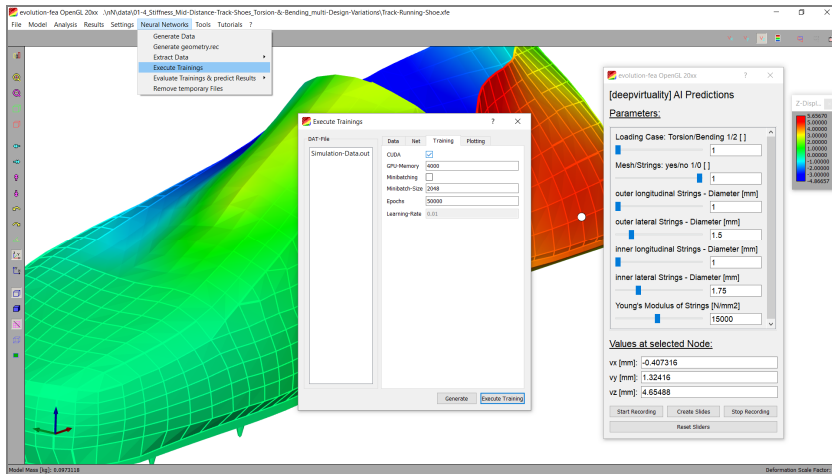 evolution-fea OpenGL 20xx .\nN\data\01-4_Stiffness_Mid-Distance-Track-Shoes_Torsion-&-Bending_multi-Design-Variations\Track-Running-Shoe.xfe
File Model Analysis Results Settings Neural Networks Tools Tutorials ?
Generate Data
Generate geometry.rec
Extract Data
Execute Trainings
Evaluate Trainings & predict Results
Remove temporary Files
Execute Trainings ? ×
DAT-File
Simulation-Data.out
Data Net Training Plotting
CUDA
GPU-Memory 4000
Minibatching
Minibatch-Size 2048
Epochs 50000
Learning-Rate 0.01
Generate Execute Training
evolution-fea OpenGL 20xx ? ×
[deepvirtuality] AI Predictions
Parameters:
Loading Case: Torsion/Bending 1/2 [ ]
1
Mesh/Strings: yes/no 1/0 [ ]
1
outer longitudinal Strings - Diameter [mm]
1
outer lateral Strings - Diameter [mm]
1.5
inner longitudinal Strings - Diameter [mm]
1
inner lateral Strings - Diameter [mm]
1.75
Young's Modulus of Strings [N/mm2]
15000
Values at selected Node:
vx [mm]: -0.407316
vy [mm]: 1.32416
vz [mm]: 4.65488
Start Recording Create Slides Stop Recording
Reset Sliders
Z-Displ...
5.65670
5.00000
4.00000
3.00000
2.00000
1.00000
0.00000
-1.00000
-2.00000
-3.00000
-4.86657
Model Mass [kg]: 0.0973118
Deformation Scale Factor: